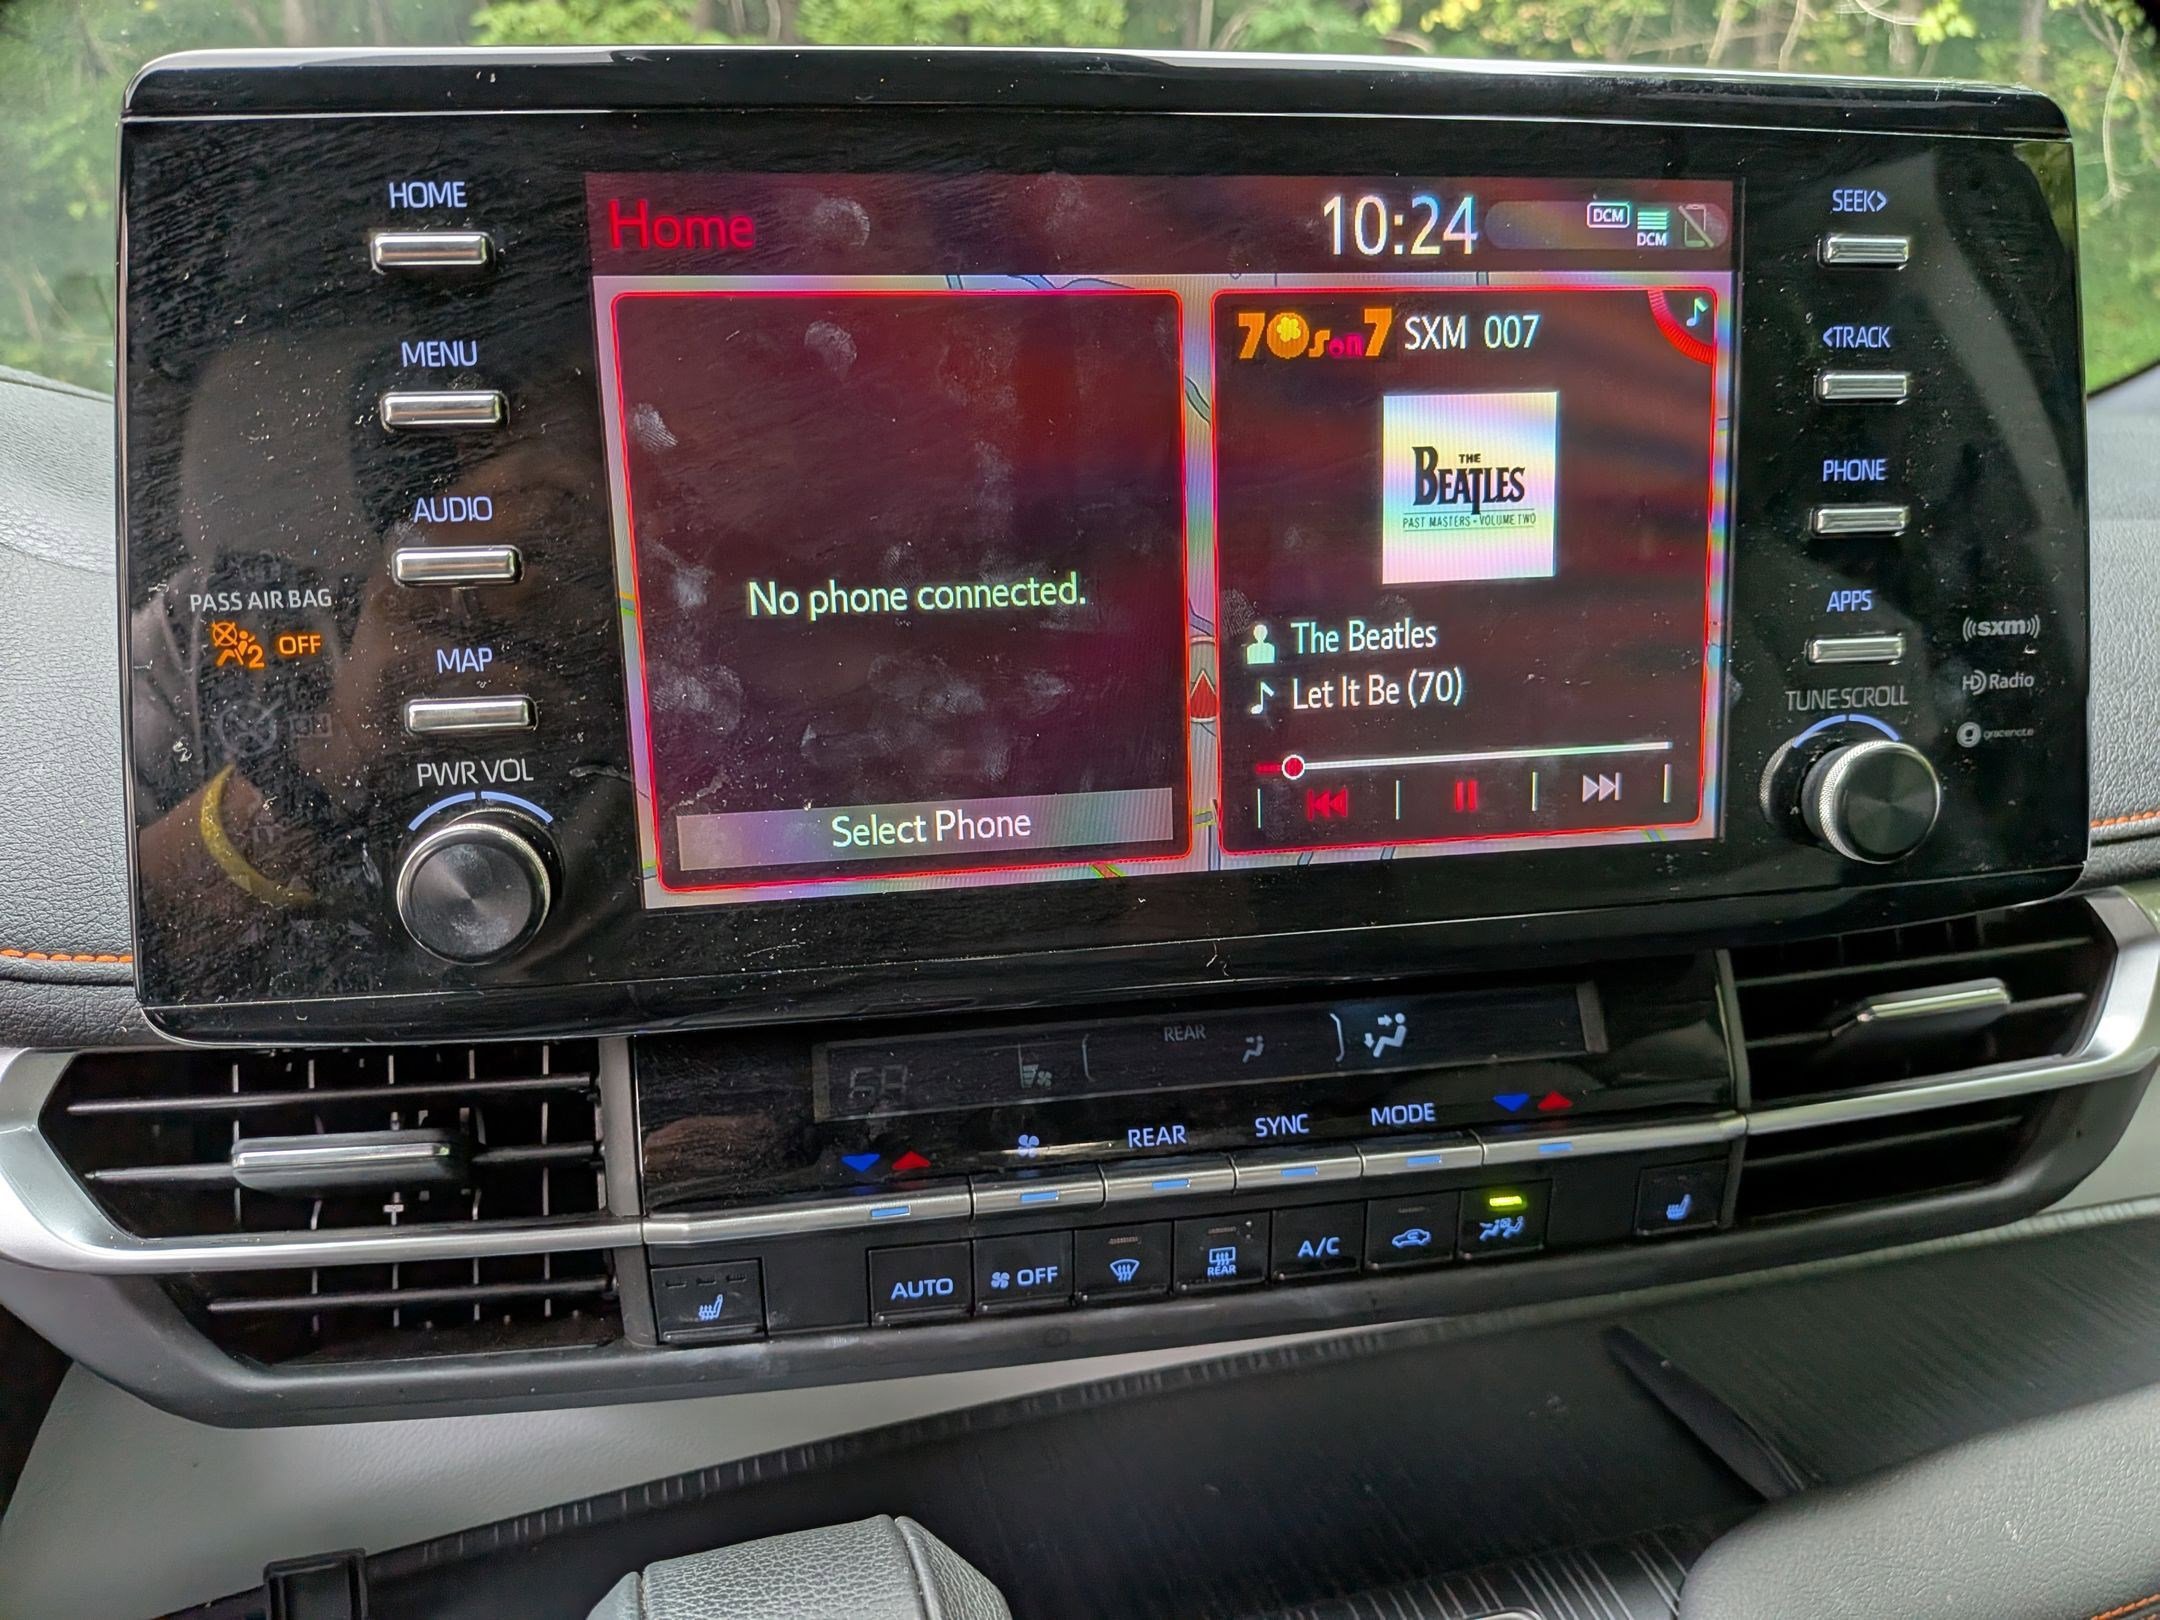 HOME
MENU
AUDIO
MAP
PWR VOL
PASS AIR BAG
2 OFF
Home
10:24
DCM
DCM
No phone connected.
Select Phone
70s on 7 SXM 007
THE
BEATLES
PAST MASTERS • VOLUME TWO
The Beatles
Let It Be (70)
SEEK>
<TRACK
PHONE
APPS
TUNE SCROLL
((sxm))
HD Radio
gracenote
REAR
REAR
SYNC
MODE
AUTO
OFF
REAR
A/C